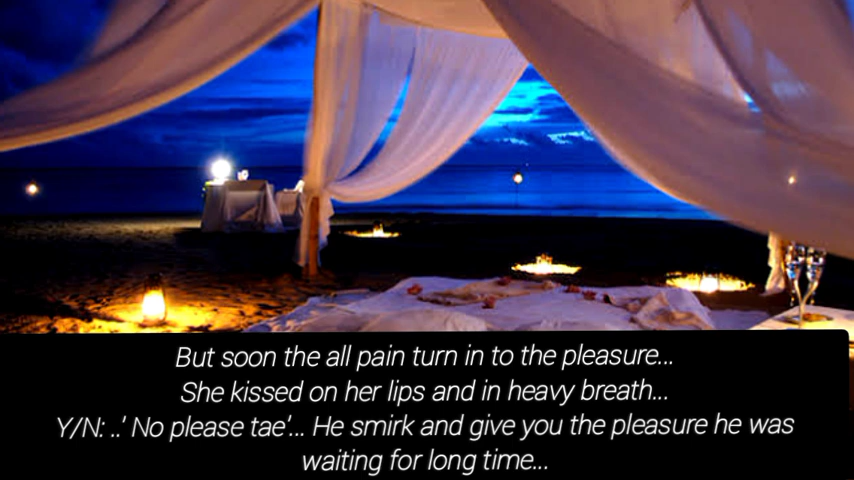 But soon the all pain turn in to the pleasure...
She kissed on her lips and in heavy breath...
Y/N: ..' No please tae'... He smirk and give you the pleasure he was
waiting for long time...